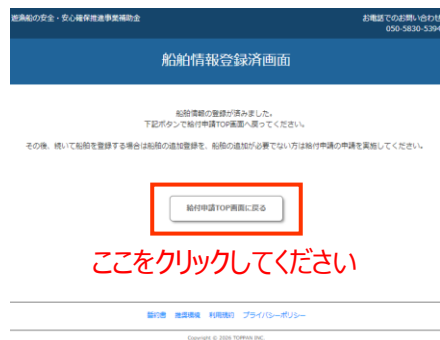 遊漁船の安全・安心確保推進事業補助金
お電話でのお問い合わせ
050-5830-5394
船舶情報登録済画面
船舶情報の登録が済みました。
下記ボタンで給付申請TOP画面へ戻ってください。
その後、続いて船舶を登録する場合は船舶の追加登録を、船舶の追加が必要でない方は給付申請の申請を実施してください。
給付申請TOP画面に戻る
ここをクリックしてください
誓約書 推奨環境 利用規約 プライバシーポリシー
Copyright © 2026 TOPPAN INC.